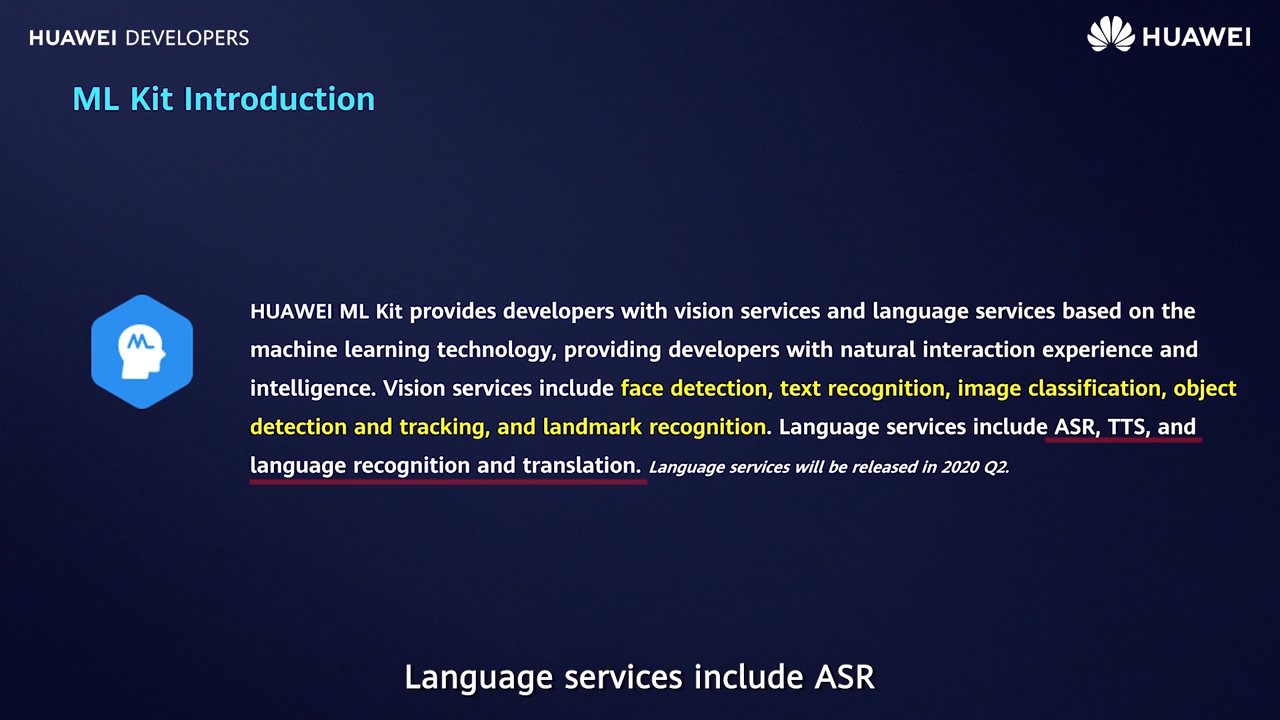 HUAWEI DEVELOPERS
HUAWEI
ML Kit Introduction
ML
HUAWEI ML Kit provides developers with vision services and language services based on the
machine learning technology, providing developers with natural interaction experience and
intelligence. Vision services include face detection, text recognition, image classification, object
detection and tracking, and landmark recognition. Language services include ASR, TTS, and
language recognition and translation. Language services will be released in 2020 Q2.
Language services include ASR